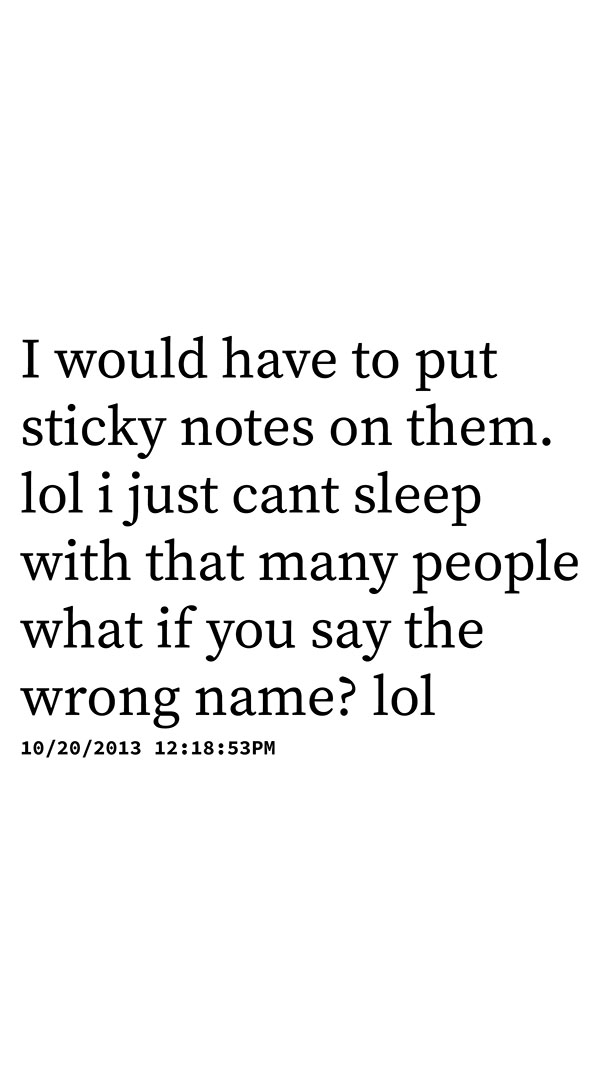 I would have to put
sticky notes on them.
lol i just cant sleep
with that many people
what if you say the
wrong name? lol
10/20/2013 12:18:53PM